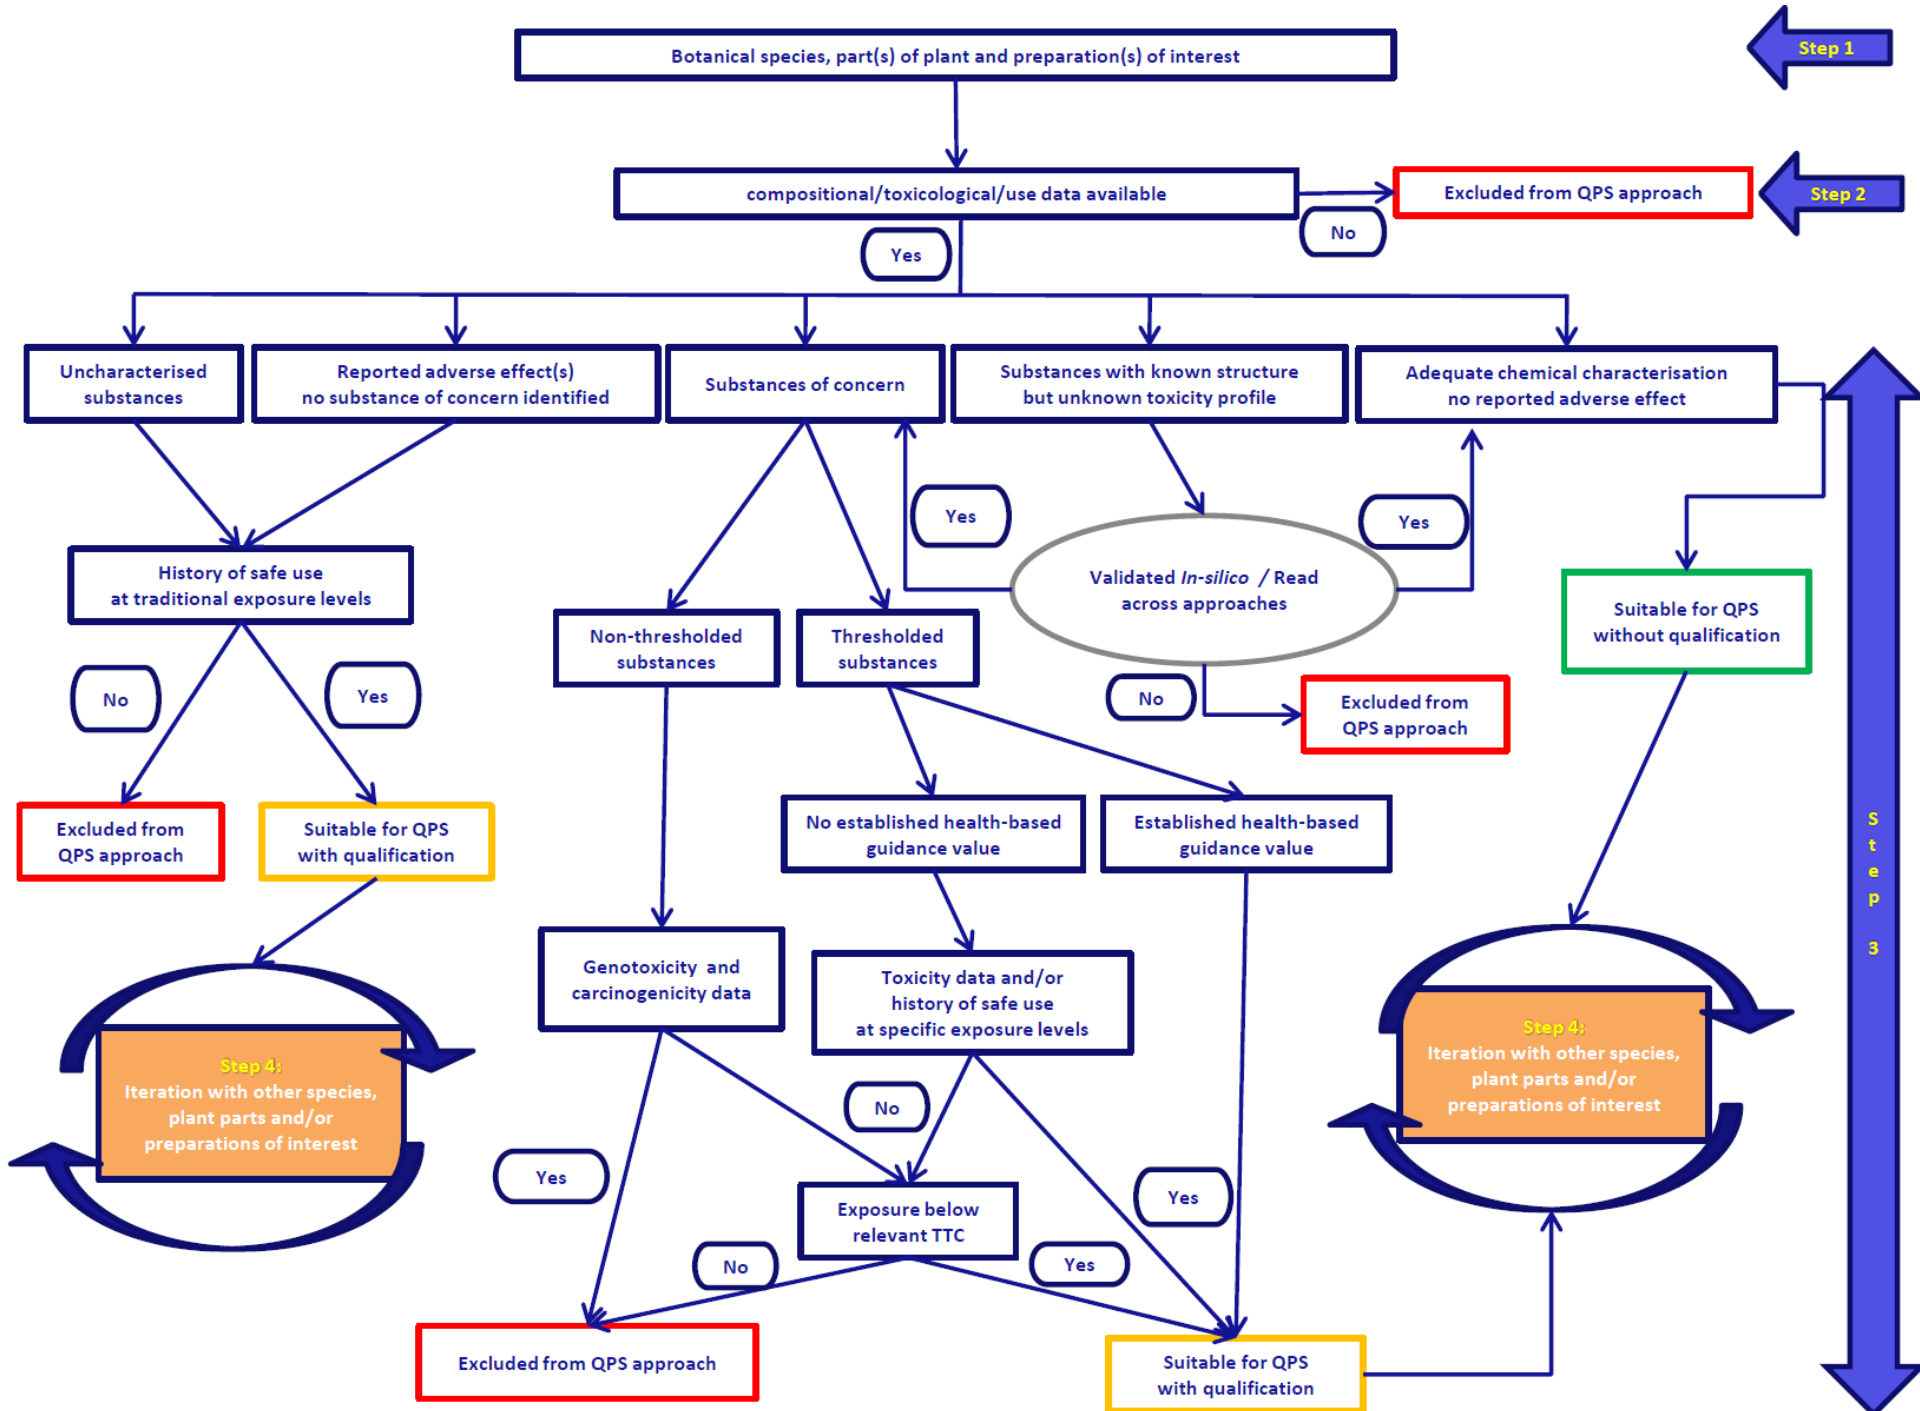 Botanical species, part(s) of plant and preparation(s) of interest
Step 1
compositional/toxicological/use data available
Excluded from QPS approach
Step 2
No
Yes
Uncharacterised
substances
Reported adverse effect(s)
no substance of concern identified
Substances of concern
Substances with known structure
but unknown toxicity profile
Adequate chemical characterisation
no reported adverse effect
Yes
Yes
History of safe use
at traditional exposure levels
Validated In-silico / Read
across approaches
Non-thresholded
substances
Thresholded
substances
Suitable for QPS
without qualification
No
Yes
No
Excluded from
QPS approach
Excluded from
QPS approach
Suitable for QPS
with qualification
No established health-based
guidance value
Established health-based
guidance value
Step 3
Genotoxicity and
carcinogenicity data
Toxicity data and/or
history of safe use
at specific exposure levels
Step 4:
Iteration with other species,
plant parts and/or
preparations of interest
Step 4:
Iteration with other species,
plant parts and/or
preparations of interest
No
Yes
Yes
Exposure below
relevant TTC
No
Yes
Excluded from QPS approach
Suitable for QPS
with qualification